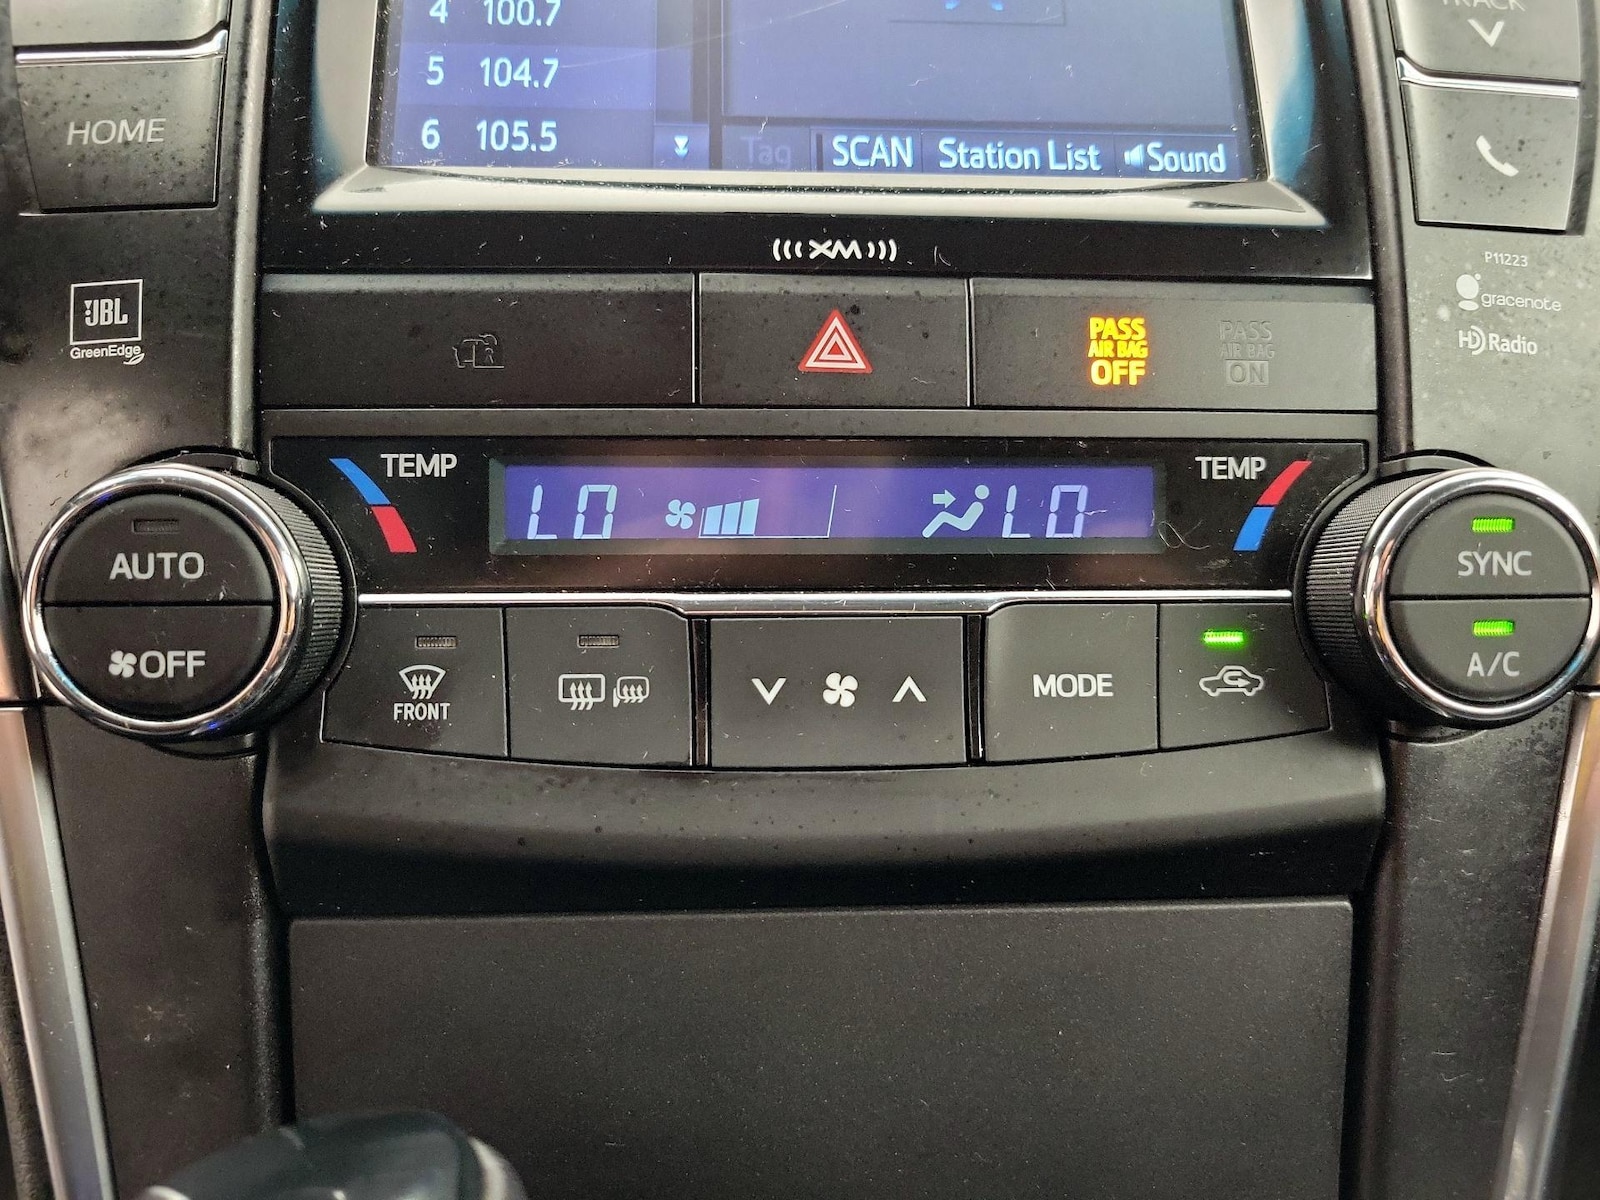 TRACK
4 100.7
5 104.7
6 105.5
HOME
Tag SCAN Station List Sound
XM
P11223
gracenote
HD Radio
JBL
GreenEdge
PASS
AIR BAG
OFF
PASS
AIR BAG
ON
TEMP
LO
LO
TEMP
AUTO
OFF
SYNC
A/C
FRONT
MODE